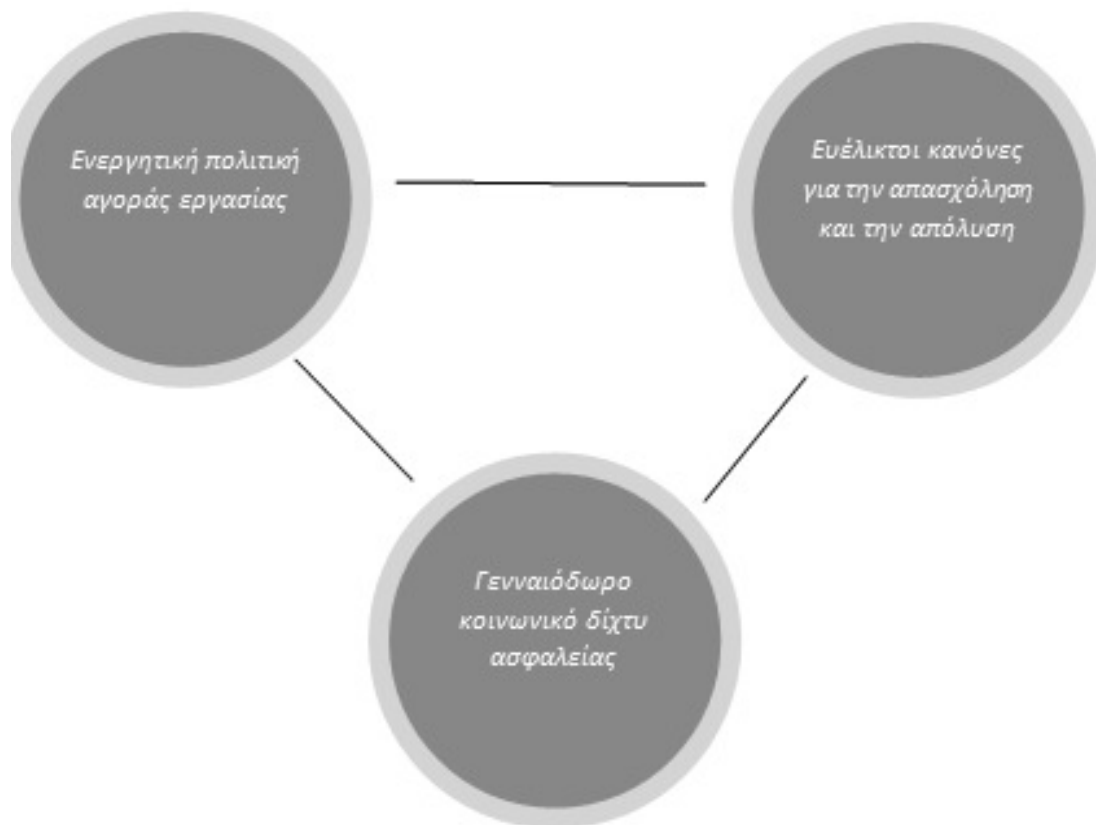 Ενεργητική πολιτική
αγοράς εργασίας
Ευέλικτοι κανόνες
για την απασχόληση
και την απόλυση
Γενναιόδωρο
κοινωνικό δίχτυ
ασφαλείας